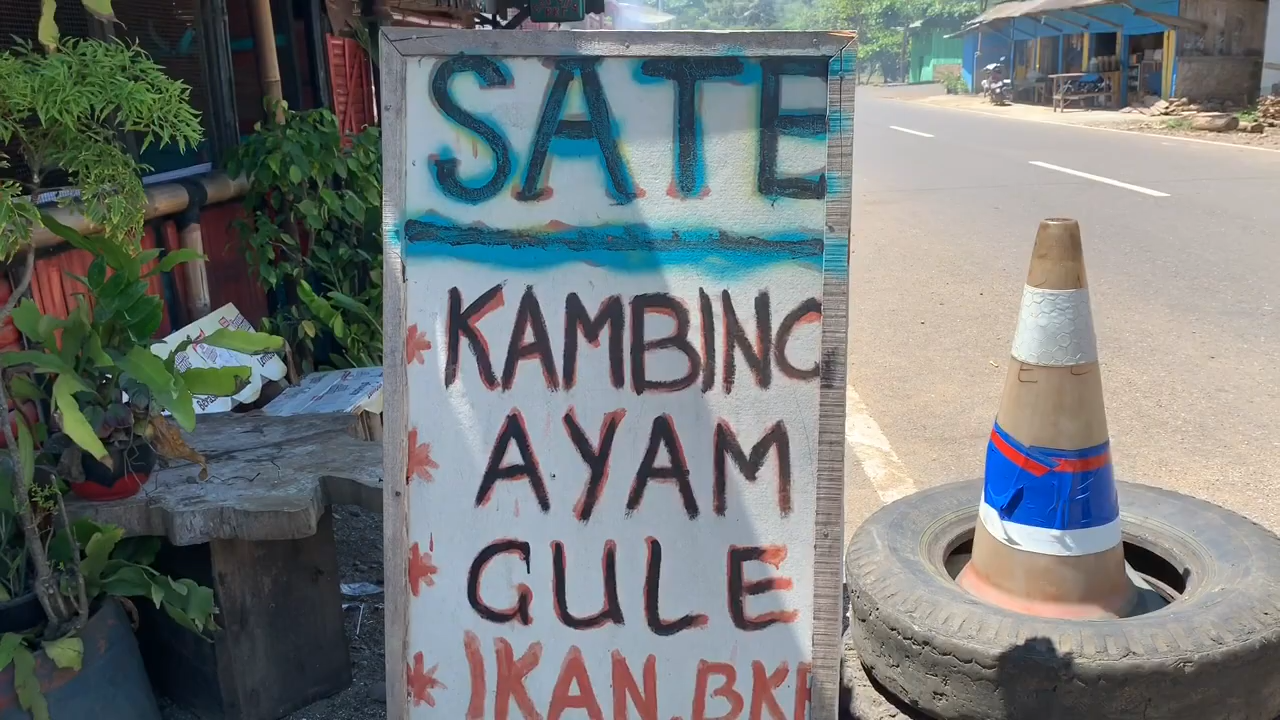 SATE
* KAMBING
* AYAM
* GULE
* IKAN.BKR